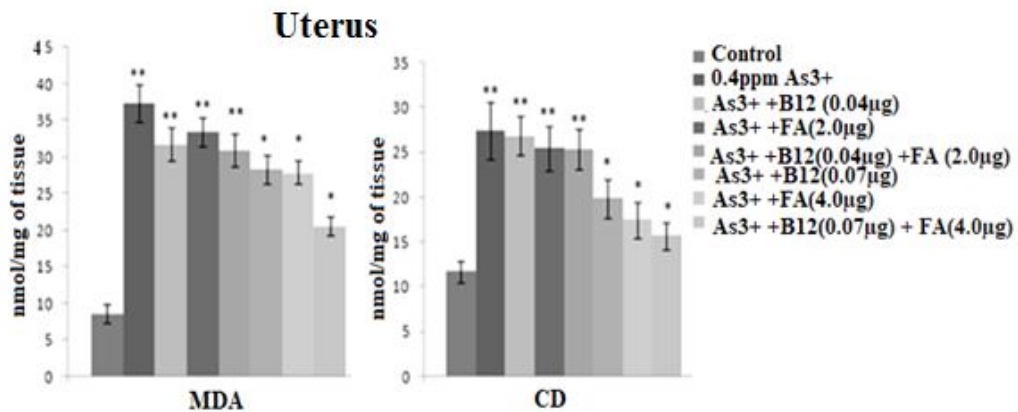 Uterus
nmol/mg of tissue
45
40
35
30
25
20
15
10
5
0
** ** ** ** * * *
MDA
nmol/mg of tissue
35
30
25
20
15
10
5
0
** ** ** ** * * *
CD
Control
0.4ppm As3+
As3+ +B12 (0.04µg)
As3+ +FA(2.0µg)
As3+ +B12(0.04µg) +FA (2.0µg)
As3+ +B12(0.07µg)
As3+ +FA(4.0µg)
As3+ +B12(0.07µg) + FA(4.0µg)